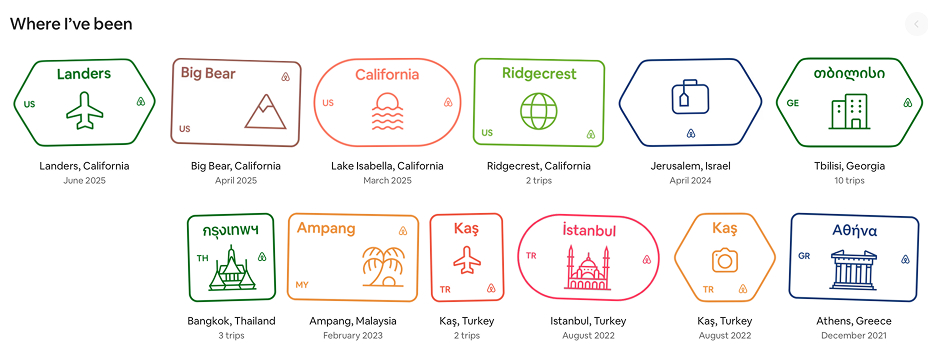 Where I've been
Landers
US
Big Bear
US
California
US
Ridgecrest
US
თბილისი
GE
Landers, California
June 2025
Big Bear, California
April 2025
Lake Isabella, California
March 2025
Ridgecrest, California
2 trips
Jerusalem, Israel
April 2024
Tbilisi, Georgia
10 trips
กรุงเทพฯ
TH
Ampang
MY
Kaş
TR
İstanbul
TR
Kaş
TR
Αθήνα
GR
Bangkok, Thailand
3 trips
Ampang, Malaysia
February 2023
Kaş, Turkey
2 trips
Istanbul, Turkey
August 2022
Kaş, Turkey
August 2022
Athens, Greece
December 2021